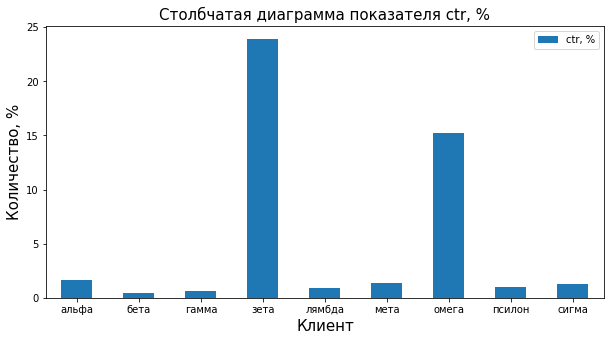 Столбчатая диаграмма показателя ctr, %
ctr, %
Количество, %
25
20
15
10
5
0
альфа бета гамма зета лямбда мета омега псилон сигма
Клиент